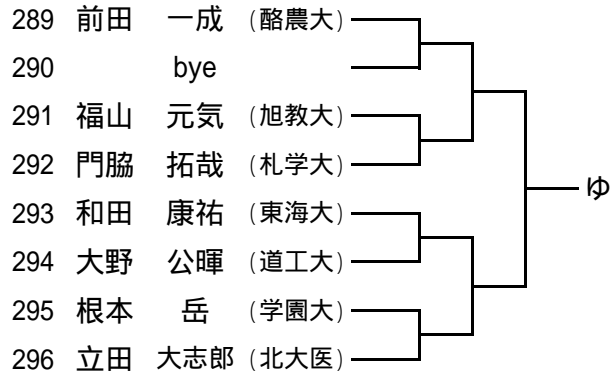 289 前田 一成 (酪農大)
290 bye
291 福山 元気 (旭教大)
292 門脇 拓哉 (札学大)
ゆ
293 和田 康祐 (東海大)
294 大野 公暉 (道工大)
295 根本 岳 (学園大)
296 立田 大志郎 (北大医)